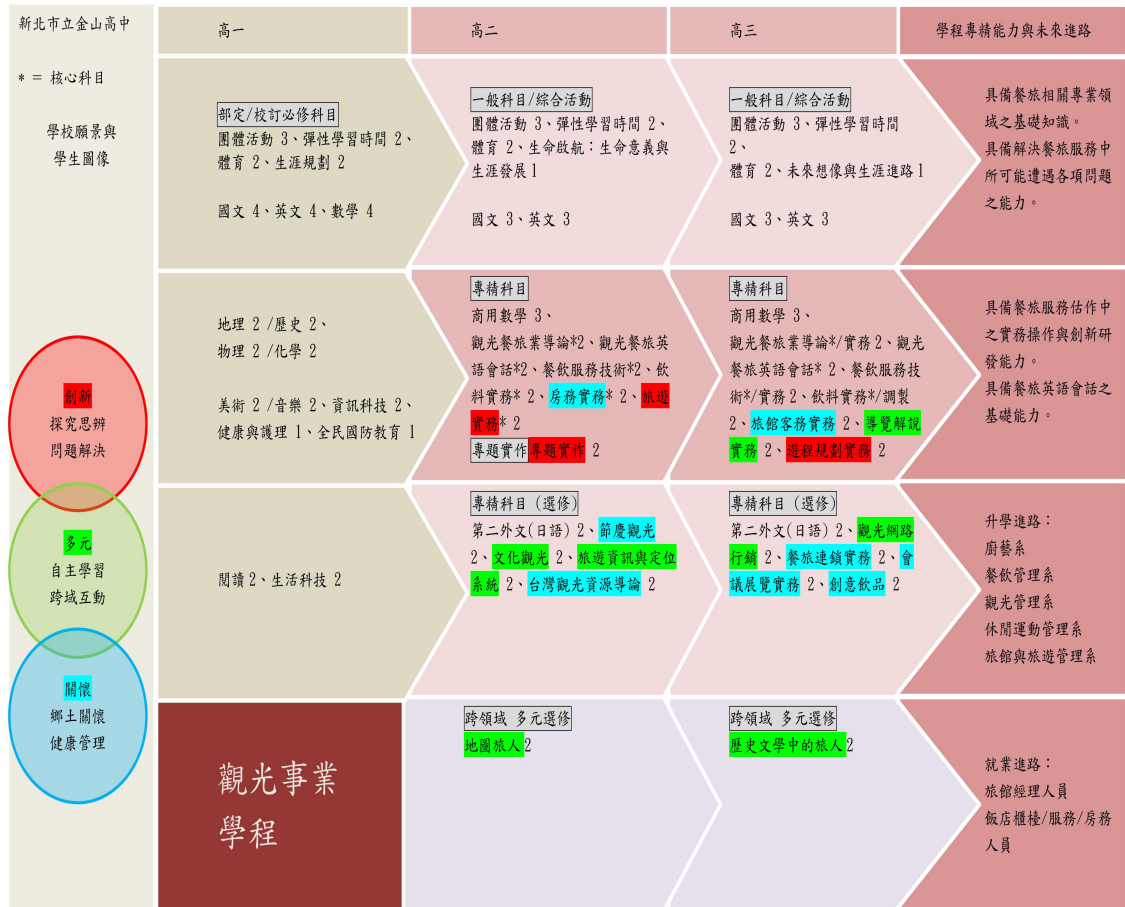 新北市立金山高中
* = 核心科目
學校願景與
學生圖像
創新
探究思辨
問題解決
多元
自主學習
跨域互動
關懷
鄉土關懷
健康管理
高一
高二
高三
學程專精能力與未來進路
部定/校訂必修科目
團體活動 3、彈性學習時間 2、
體育 2、生涯規劃 2
國文 4、英文 4、數學 4
一般科目/綜合活動
團體活動 3、彈性學習時間 2、
體育 2、生命啟航：生命意義與
生涯發展 1
國文 3、英文 3
一般科目/綜合活動
團體活動 3、彈性學習時間
2、
體育 2、未來想像與生涯進路 1
國文 3、英文 3
具備餐旅相關專業領
域之基礎知識。
具備解決餐旅服務中
所可能遭遇各項問題
之能力。
地理 2 /歷史 2、
物理 2 /化學 2
美術 2 /音樂 2、資訊科技 2、
健康與護理 1、全民國防教育 1
專精科目
商用數學 3、
觀光餐旅業導論*2、觀光餐旅英
語會話*2、餐飲服務技術*2、飲
料實務* 2、房務實務* 2、旅遊
實務* 2
專題實作專題實作 2
專精科目
商用數學 3、
觀光餐旅業導論*/實務 2、觀光
餐旅英語會話* 2、餐飲服務技
術*/實務 2、飲料實務*/調製
2、旅館客務實務 2、導覽解說
實務 2、遊程規劃實務 2
具備餐旅服務估作中
之實務操作與創新研
發能力。
具備餐旅英語會話之
基礎能力。
閱讀 2、生活科技 2
專精科目 (選修)
第二外文(日語) 2、節慶觀光
2、文化觀光 2、旅遊資訊與定位
系統 2、台灣觀光資源導論 2
專精科目 (選修)
第二外文(日語) 2、觀光網路
行銷 2、餐旅連鎖實務 2、會
議展覽實務 2、創意飲品 2
升學進路：
廚藝系
餐飲管理系
觀光管理系
休閒運動管理系
旅館與旅遊管理系
觀光事業
學程
跨領域 多元選修
地圖旅人 2
跨領域 多元選修
歷史文學中的旅人 2
就業進路：
旅館經理人員
飯店櫃檯/服務/房務
人員